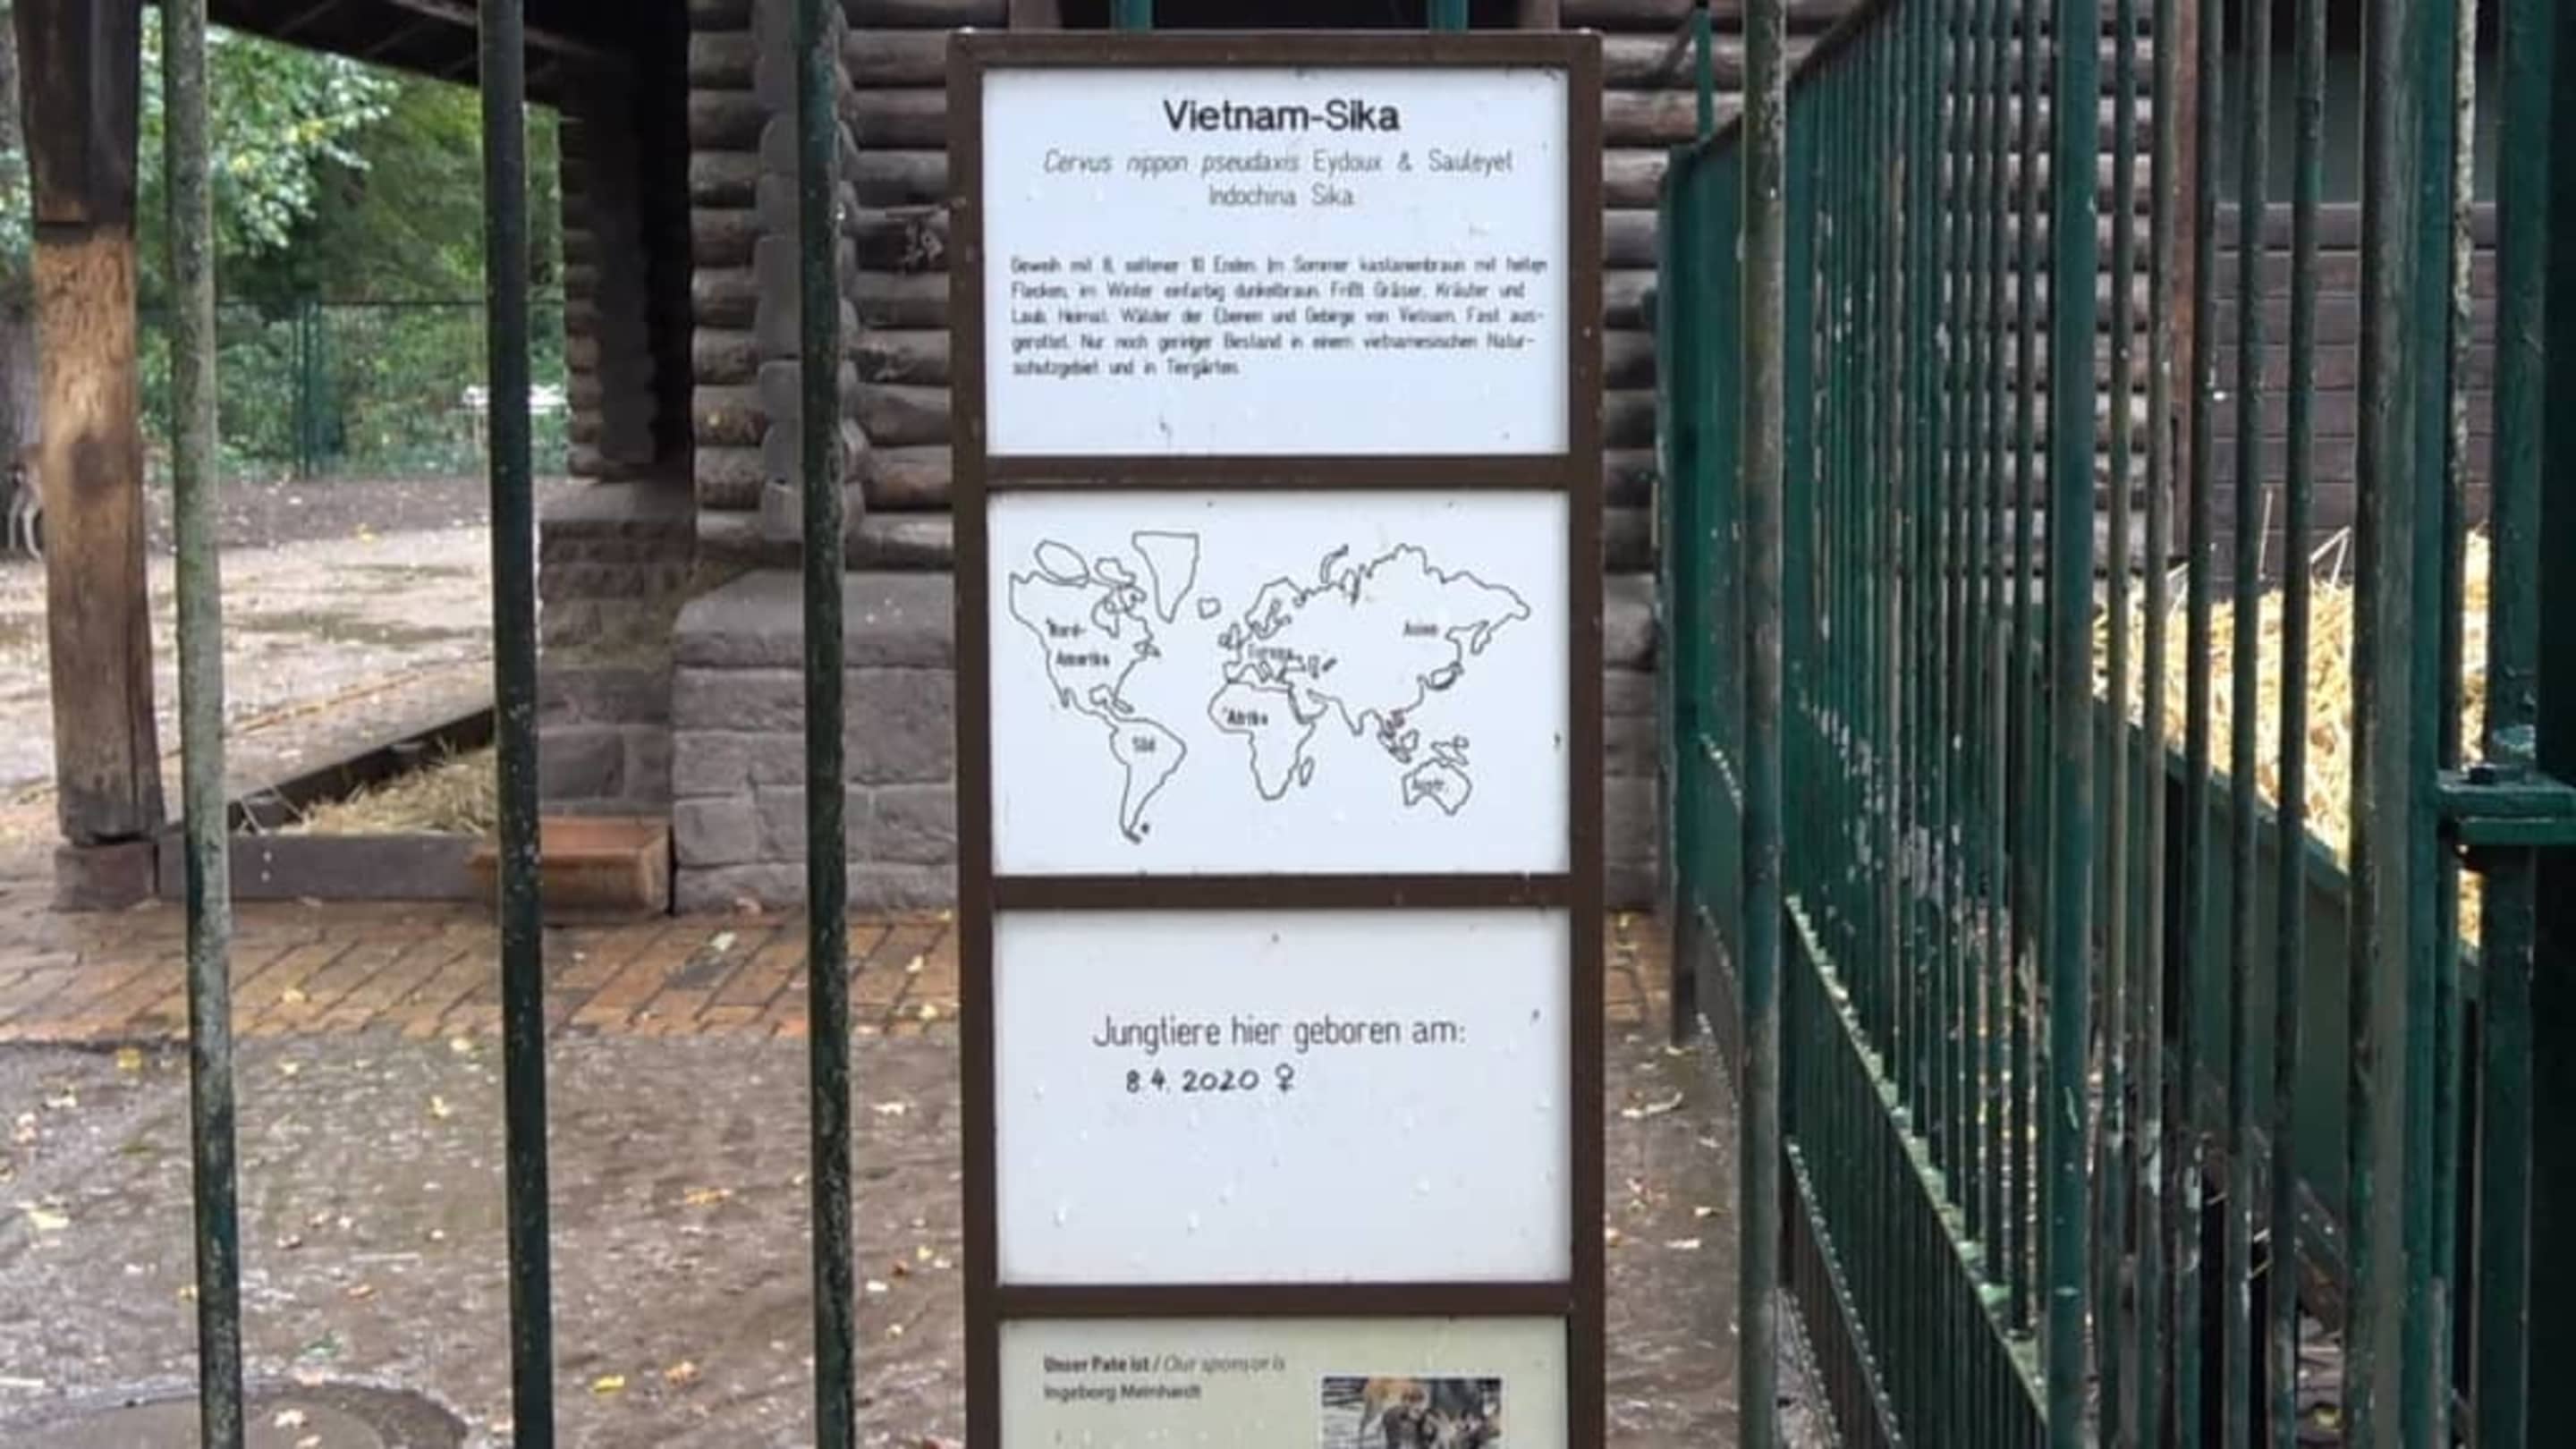 Vietnam-Sika
Cervus nippon pseudaxis Eydoux & Sauleyet
Indochina Sika
Geweih mit 8, seltener 10 Enden. Im Sommer kastanienbraun mit hellen
Flecken, im Winter einfarbig dunkelbraun. Frißt Gräser, Kräuter und
Laub. Heimat: Wälder der Ebenen und Gebirge von Vietnam. Fast aus-
gerottet. Nur noch geringer Bestand in einem vietnamesischen Natur-
schutzgebiet und in Tiergärten.
Nord-
Amerika
Süd
Europa
Afrika
Asien
Austr.
Jungtiere hier geboren am:
8.4. 2020 ♀
Unser Pate ist / Our sponsor is
Ingeborg Meinhardt